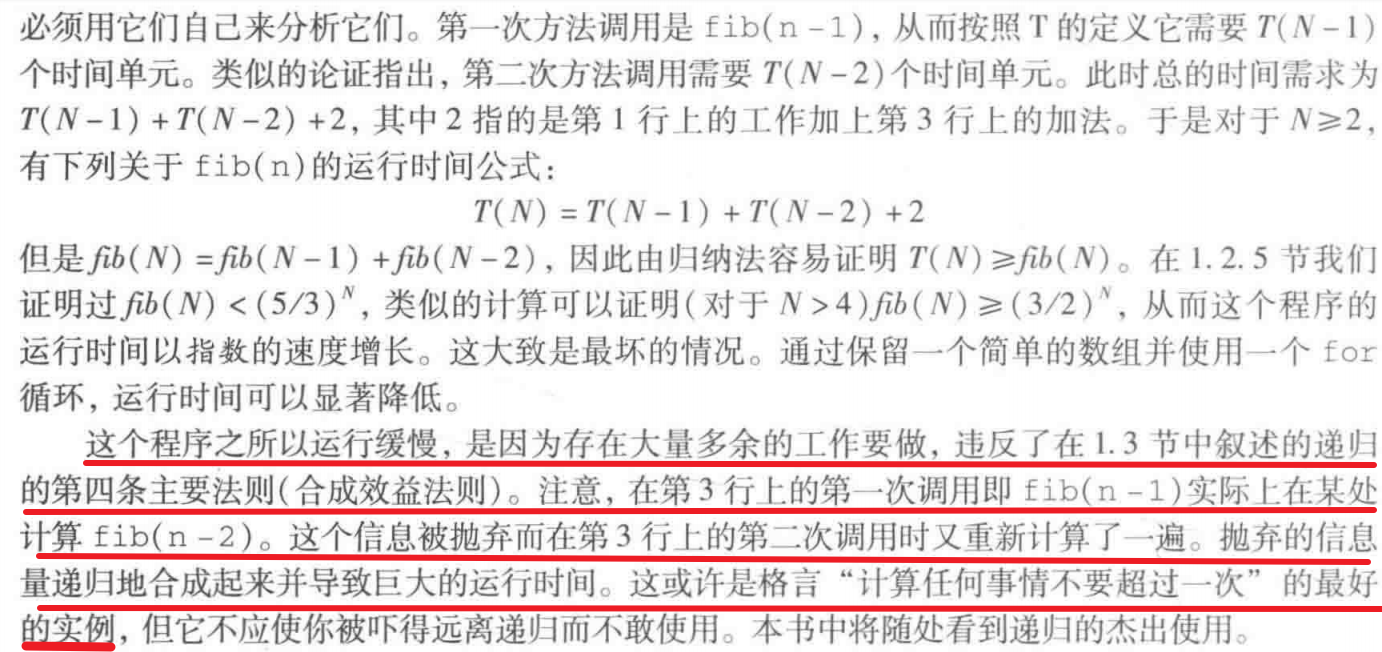 必须用它们自己来分析它们。第一次方法调用是 fib(n-1)，从而按照 T 的定义它需要 T(N-1)
个时间单元。类似的论证指出，第二次方法调用需要 T(N-2)个时间单元。此时总的时间需求为
T(N-1)+T(N-2)+2，其中 2 指的是第 1 行上的工作加上第 3 行上的加法。于是对于 N≥2，
有下列关于 fib(n)的运行时间公式：
T(N)=T(N-1)+T(N-2)+2
但是 fib(N)=fib(N-1)+fib(N-2)，因此由归纳法容易证明 T(N)≥fib(N)。在 1.2.5 节我们
证明过 fib(N)<(5/3)^N，类似的计算可以证明(对于 N>4)fib(N)≥(3/2)^N，从而这个程序的
运行时间以指数的速度增长。这大致是最坏的情况。通过保留一个简单的数组并使用一个 for
循环，运行时间可以显著降低。
这个程序之所以运行缓慢，是因为存在大量多余的工作要做，违反了在 1.3 节中叙述的递归
的第四条主要法则(合成效益法则)。注意，在第 3 行上的第一次调用即 fib(n-1)实际上在某处
计算 fib(n-2)。这个信息被抛弃而在第 3 行上的第二次调用时又重新计算了一遍。抛弃的信息
量递归地合成起来并导致巨大的运行时间。这或许是格言“计算任何事情不要超过一次”的最好
的实例，但它不应使你被吓得远离递归而不敢使用。本书中将随处看到递归的杰出使用。